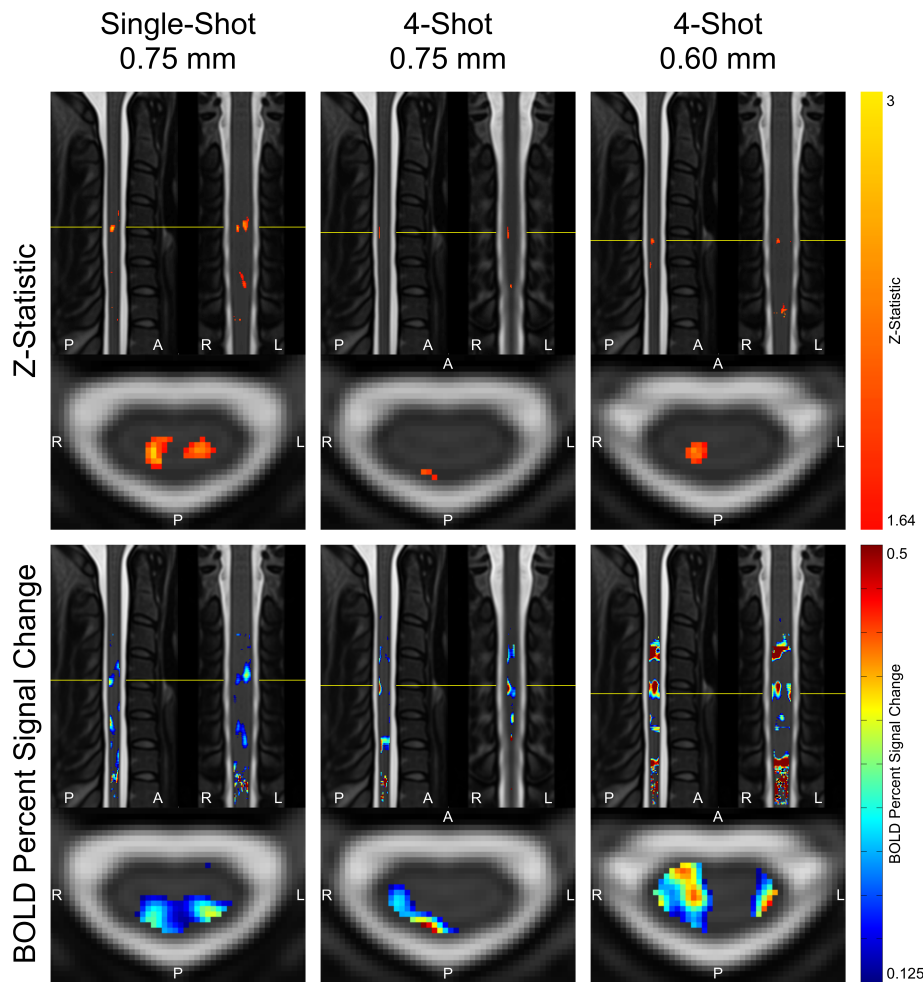 Single-Shot
0.75 mm
4-Shot
0.75 mm
4-Shot
0.60 mm
Z-Statistic
P A R L
P A R L
P A R L
A
A
R L
R L
R L
P
P
P
3
Z-Statistic
1.64
BOLD Percent Signal Change
P A R L
P A R L
P A R L
A
A
R L
R L
R L
P
P
P
0.5
BOLD Percent Signal Change
0.125